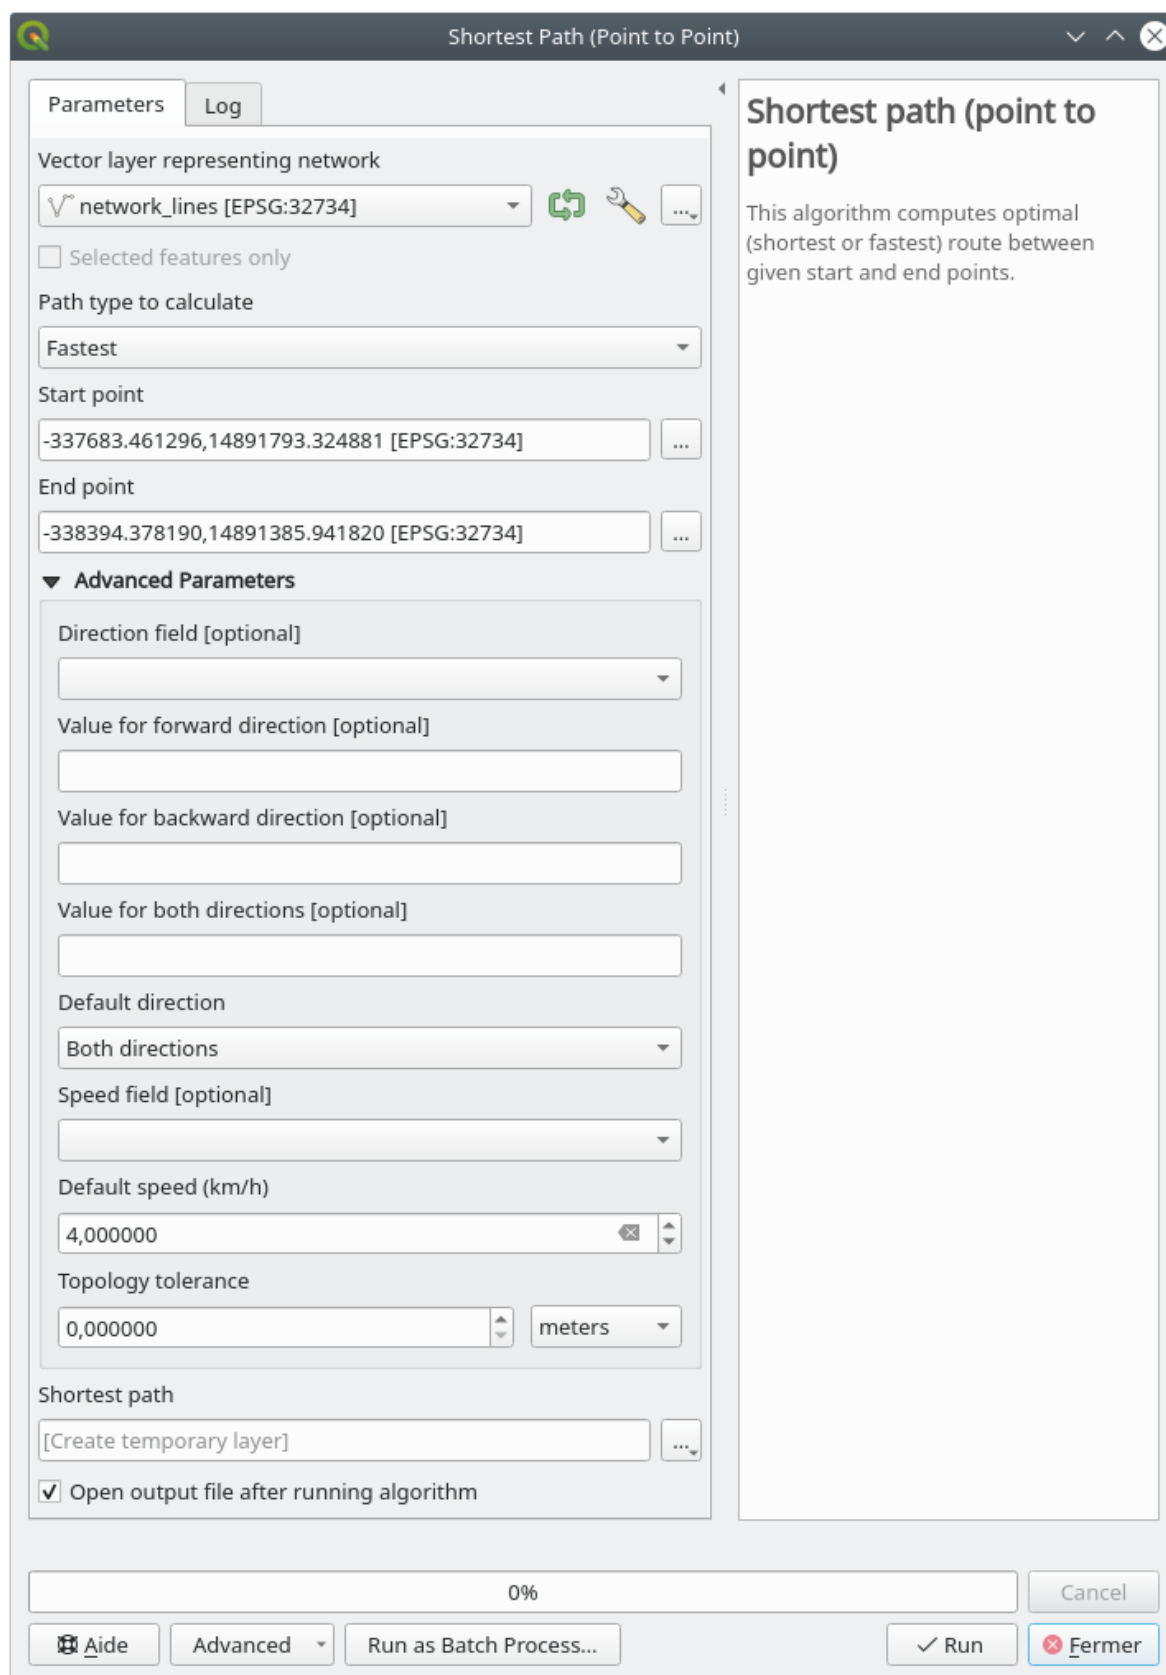 Shortest Path (Point to Point)
Parameters
Log
Vector layer representing network
network_lines [EPSG:32734]
...
Selected features only
Path type to calculate
Fastest
Start point
-337683.461296,14891793.324881 [EPSG:32734]
...
End point
-338394.378190,14891385.941820 [EPSG:32734]
...
Advanced Parameters
Direction field [optional]
Value for forward direction [optional]
Value for backward direction [optional]
Value for both directions [optional]
Default direction
Both directions
Speed field [optional]
Default speed (km/h)
4,000000
Topology tolerance
0,000000
meters
Shortest path
[Create temporary layer]
...
Open output file after running algorithm
Shortest path (point to
point)
This algorithm computes optimal
(shortest or fastest) route between
given start and end points.
0%
Cancel
Aide
Advanced
Run as Batch Process...
Run
Fermer